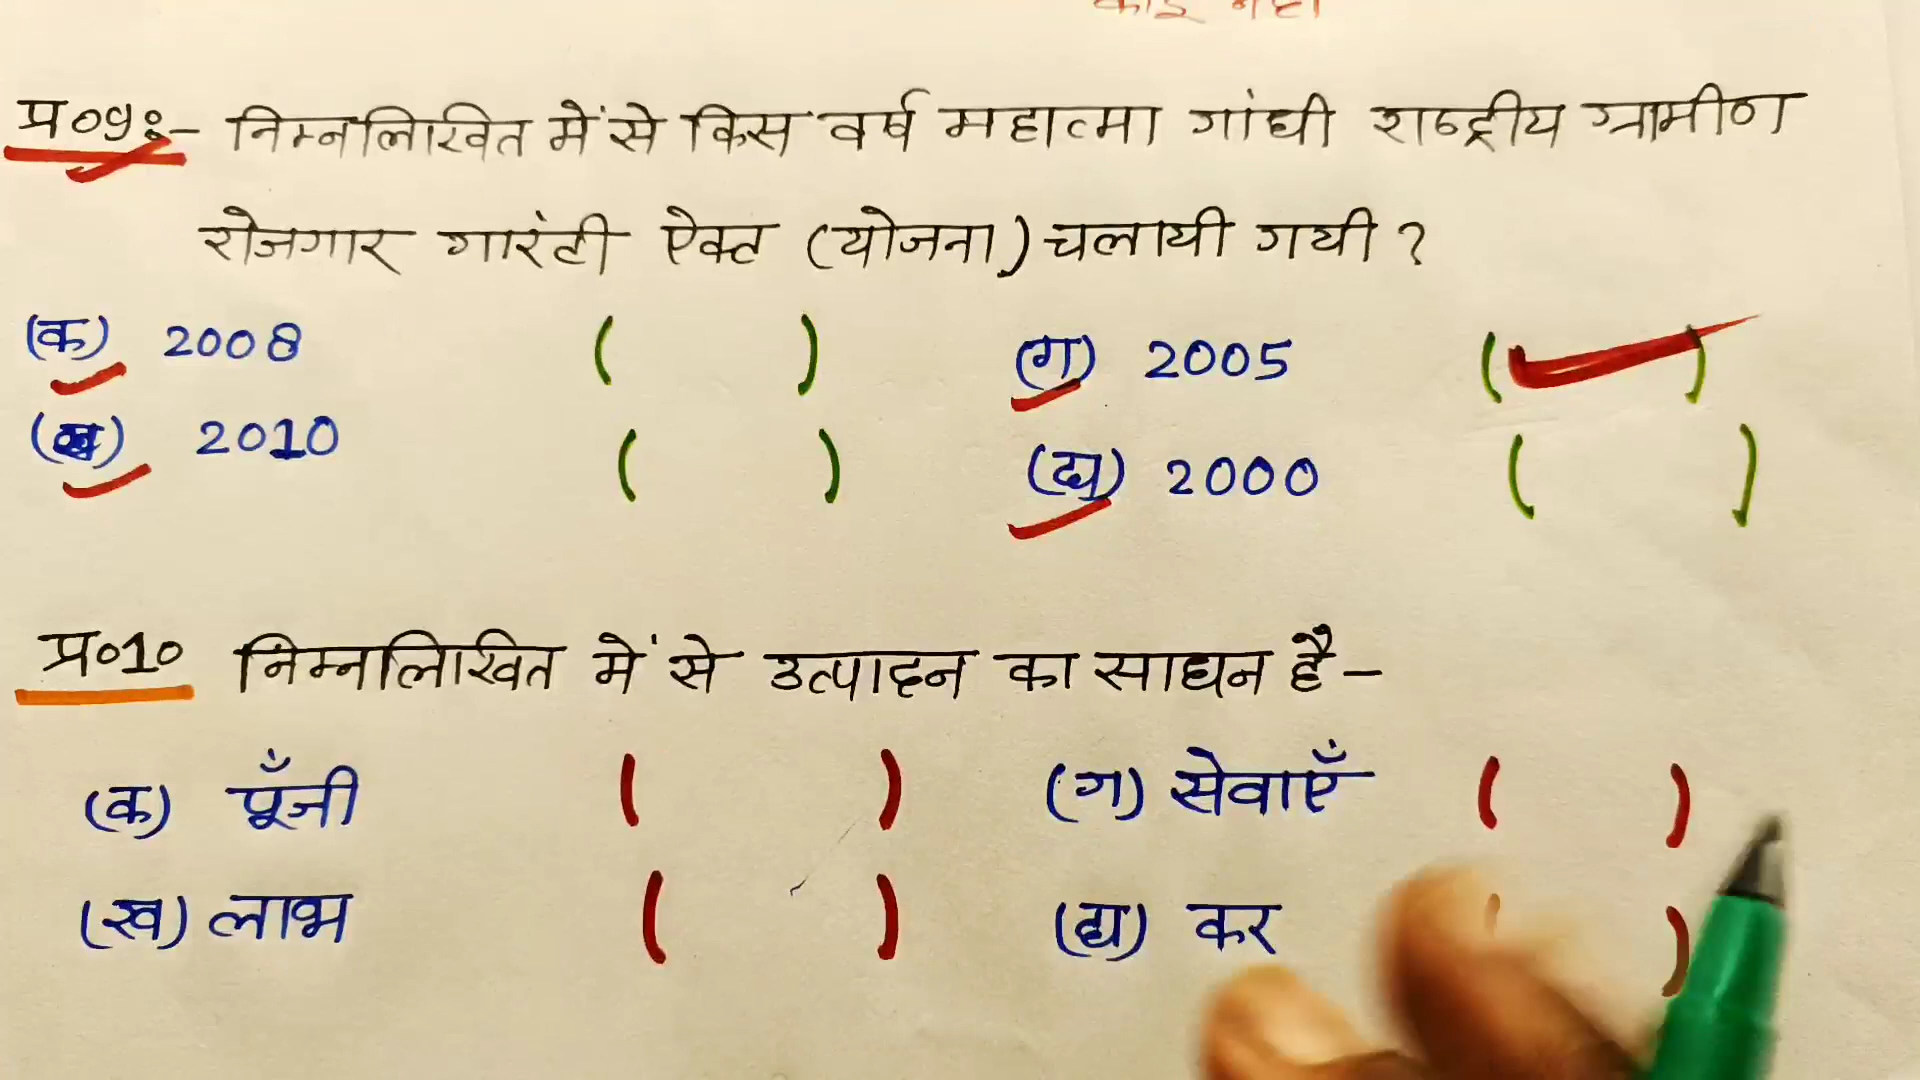 प्र०9ः- निम्नलिखित में से किस वर्ष महात्मा गांधी राष्ट्रीय ग्रामीण
रोजगार गारंटी ऐक्ट (योजना) चलायी गयी ?
(क) 2008 ( ) (ग) 2005 ( )
(ख) 2010 ( ) (घ) 2000 ( )
प्र०10 निम्नलिखित में से उत्पादन का साधन है –
(क) पूँजी ( ) (ग) सेवाएँ ( )
(ख) लाभ ( ) (घ) कर ( )